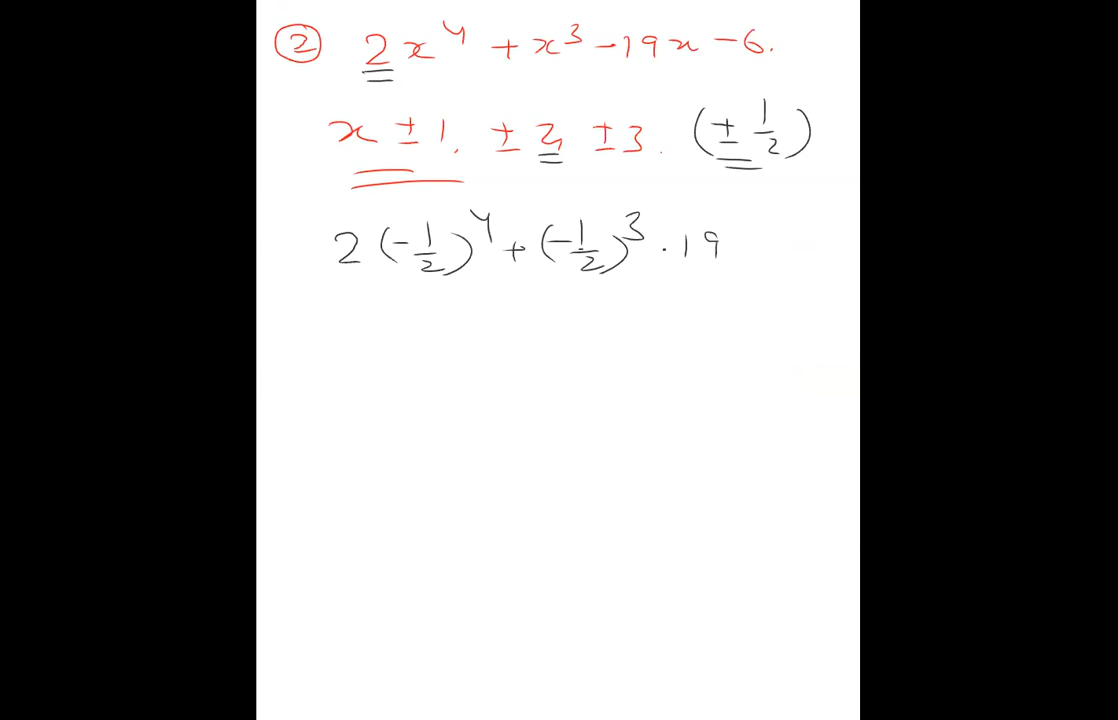 ② 2x⁴ + x³ - 19x - 6.
x ± 1, ± 2, ± 3. (± 1/2)
2(-1/2)⁴ + (-1/2)³ · 19